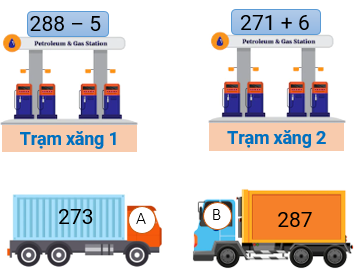 288 – 5
Petroleum & Gas Station
Trạm xăng 1
271 + 6
Petroleum & Gas Station
Trạm xăng 2
273
A
B
287